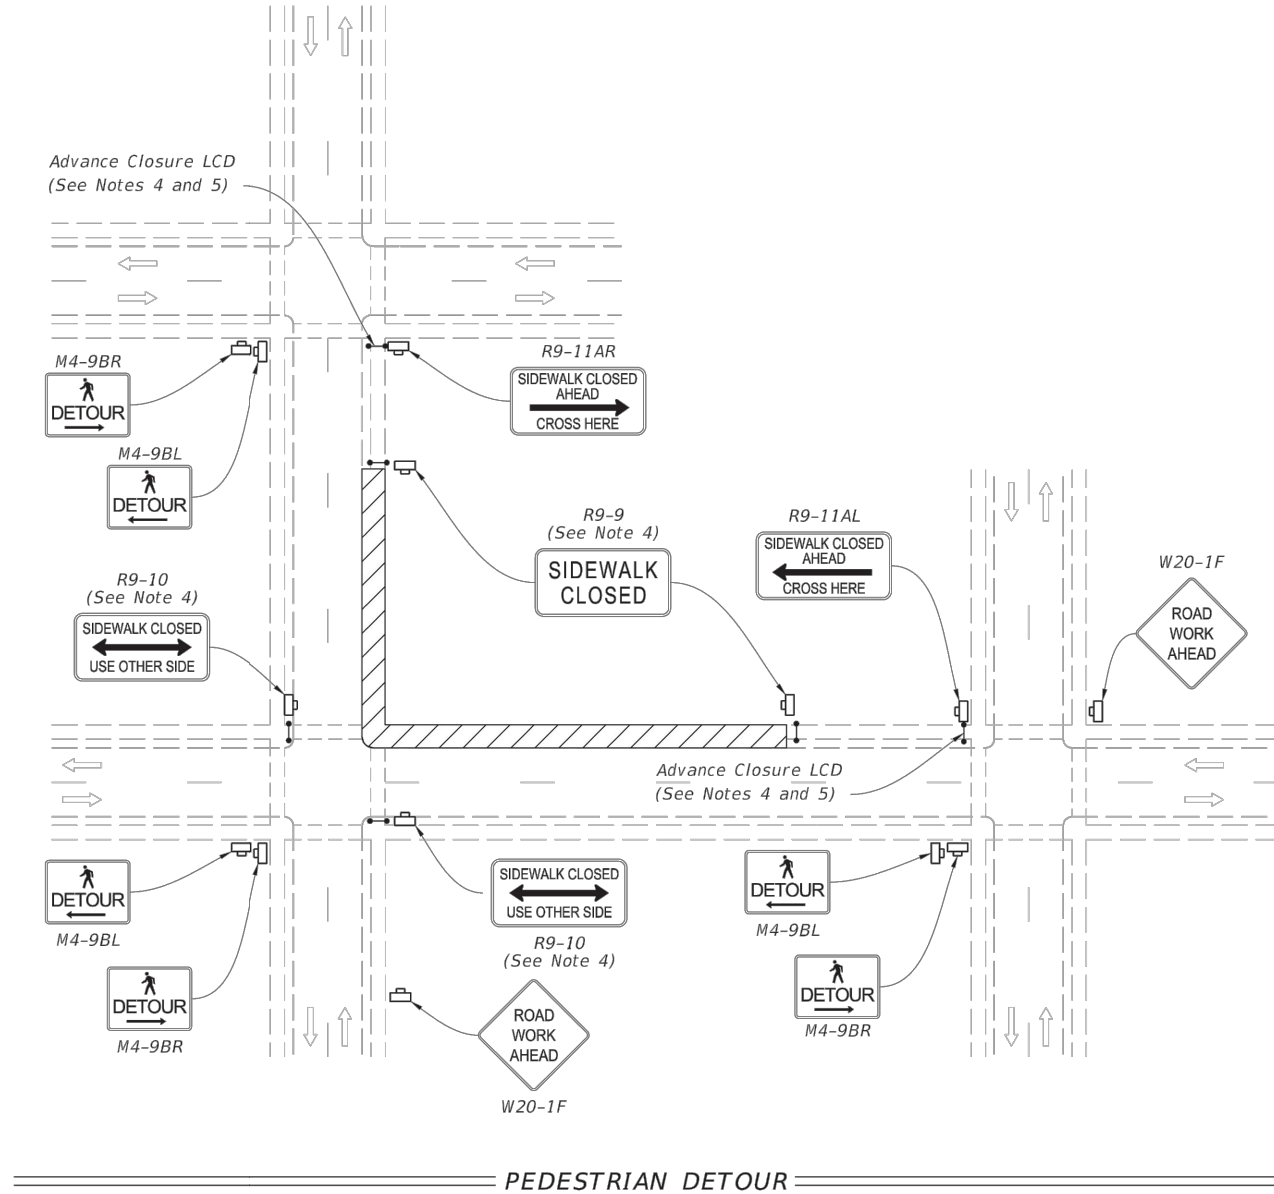 Advance Closure LCD
(See Notes 4 and 5)
M4-9BR
DETOUR
M4-9BL
DETOUR
R9-11AR
SIDEWALK CLOSED
AHEAD
CROSS HERE
R9-10
(See Note 4)
SIDEWALK CLOSED
USE OTHER SIDE
R9-9
(See Note 4)
SIDEWALK
CLOSED
R9-11AL
SIDEWALK CLOSED
AHEAD
CROSS HERE
W20-1F
ROAD
WORK
AHEAD
Advance Closure LCD
(See Notes 4 and 5)
DETOUR
M4-9BL
DETOUR
M4-9BR
SIDEWALK CLOSED
USE OTHER SIDE
R9-10
(See Note 4)
ROAD
WORK
AHEAD
W20-1F
DETOUR
M4-9BL
DETOUR
M4-9BR
PEDESTRIAN DETOUR